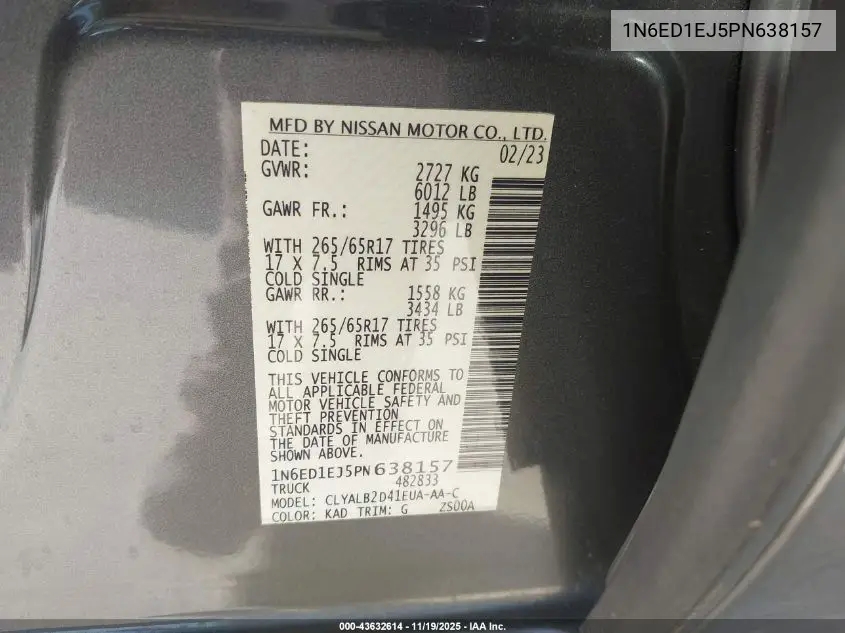 1N6ED1EJ5PN638157
MFD BY NISSAN MOTOR CO., LTD.
DATE: 02/23
GVWR: 2727 KG
6012 LB
GAWR FR.: 1495 KG
3296 LB
WITH 265/65R17 TIRES
17 X 7.5 RIMS AT 35 PSI
COLD SINGLE
GAWR RR.: 1558 KG
3434 LB
WITH 265/65R17 TIRES
17 X 7.5 RIMS AT 35 PSI
COLD SINGLE
THIS VEHICLE CONFORMS TO
ALL APPLICABLE FEDERAL
MOTOR VEHICLE SAFETY AND
THEFT PREVENTION
STANDARDS IN EFFECT ON
THE DATE OF MANUFACTURE
SHOWN ABOVE.
1N6ED1EJ5PN638157
TRUCK 482833
MODEL: CLYALB2D41EUA-AA-C
COLOR: KAD TRIM: G ZS00A
000-43632614 - 11/19/2025 - IAA Inc.